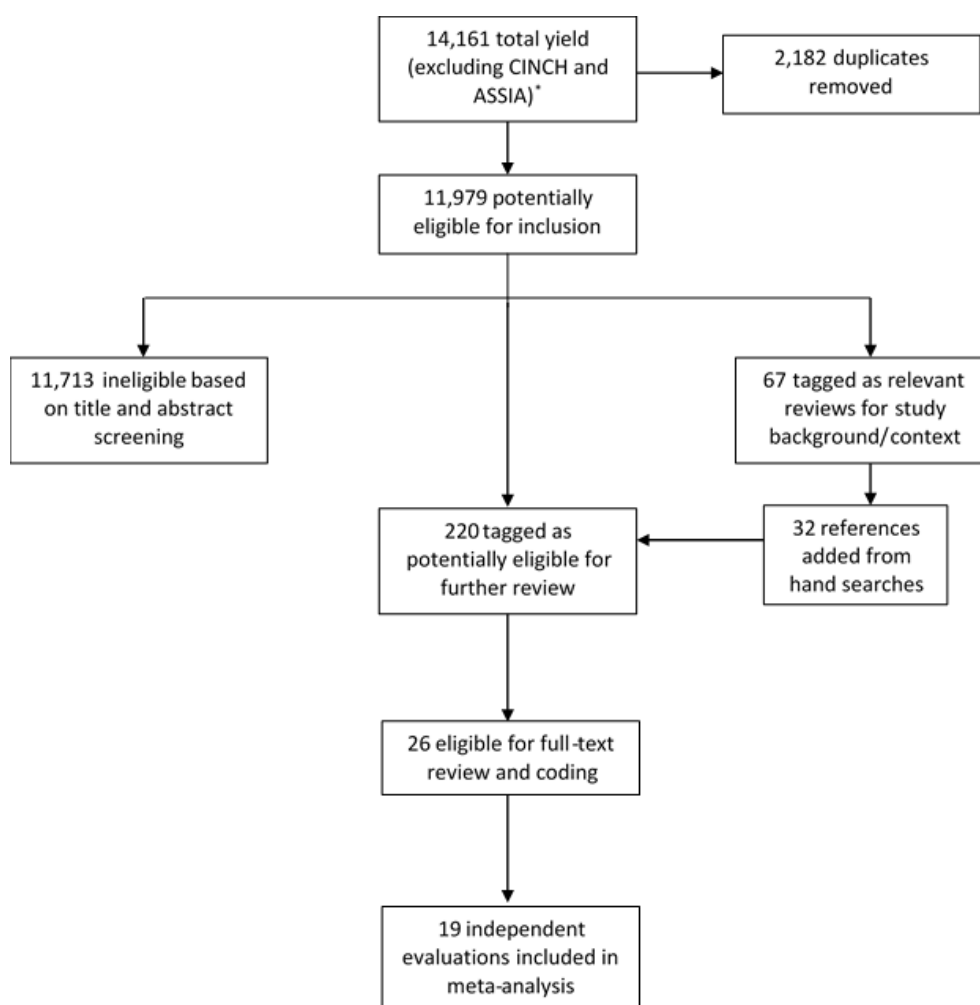 14,161 total yield
(excluding CINCH and
ASSIA)*
2,182 duplicates
removed
11,979 potentially
eligible for inclusion
11,713 ineligible based
on title and abstract
screening
67 tagged as relevant
reviews for study
background/context
220 tagged as
potentially eligible for
further review
32 references
added from
hand searches
26 eligible for full-text
review and coding
19 independent
evaluations included in
meta-analysis